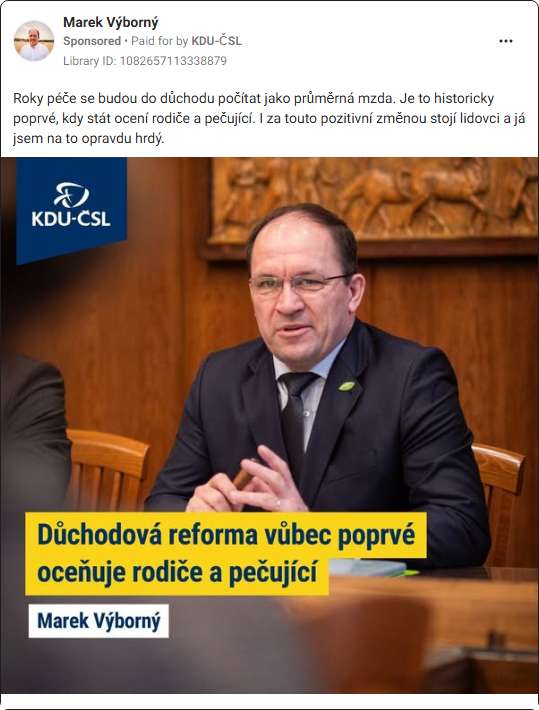 Marek Výborný
Sponsored • Paid for by KDU-ČSL
Library ID: 1082657113338879
Roky péče se budou do důchodu počítat jako průměrná mzda. Je to historicky
poprvé, kdy stát ocení rodiče a pečující. I za touto pozitivní změnou stojí lidovci a já
jsem na to opravdu hrdý.
KDU-ČSL
Důchodová reforma vůbec poprvé
oceňuje rodiče a pečující
Marek Výborný